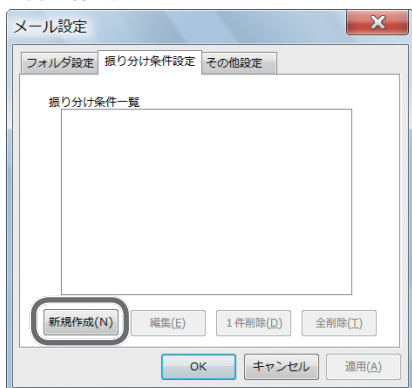 メール設定
フォルダ設定 振り分け条件設定 その他設定
振り分け条件一覧
新規作成(N) 編集(E) 1件削除(D) 全削除(T)
OK キャンセル 適用(A)